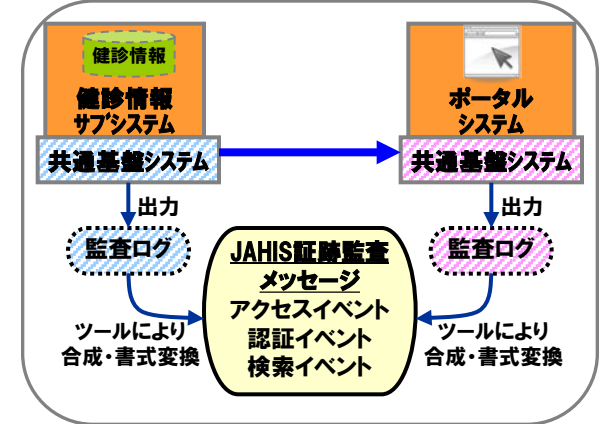 健診情報
健診情報
サブシステム
共通基盤システム
出力
監査ログ
ツールにより
合成・書式変換
JAHIS証跡監査
メッセージ
アクセスイベント
認証イベント
検索イベント
ポータル
システム
共通基盤システム
出力
監査ログ
ツールにより
合成・書式変換